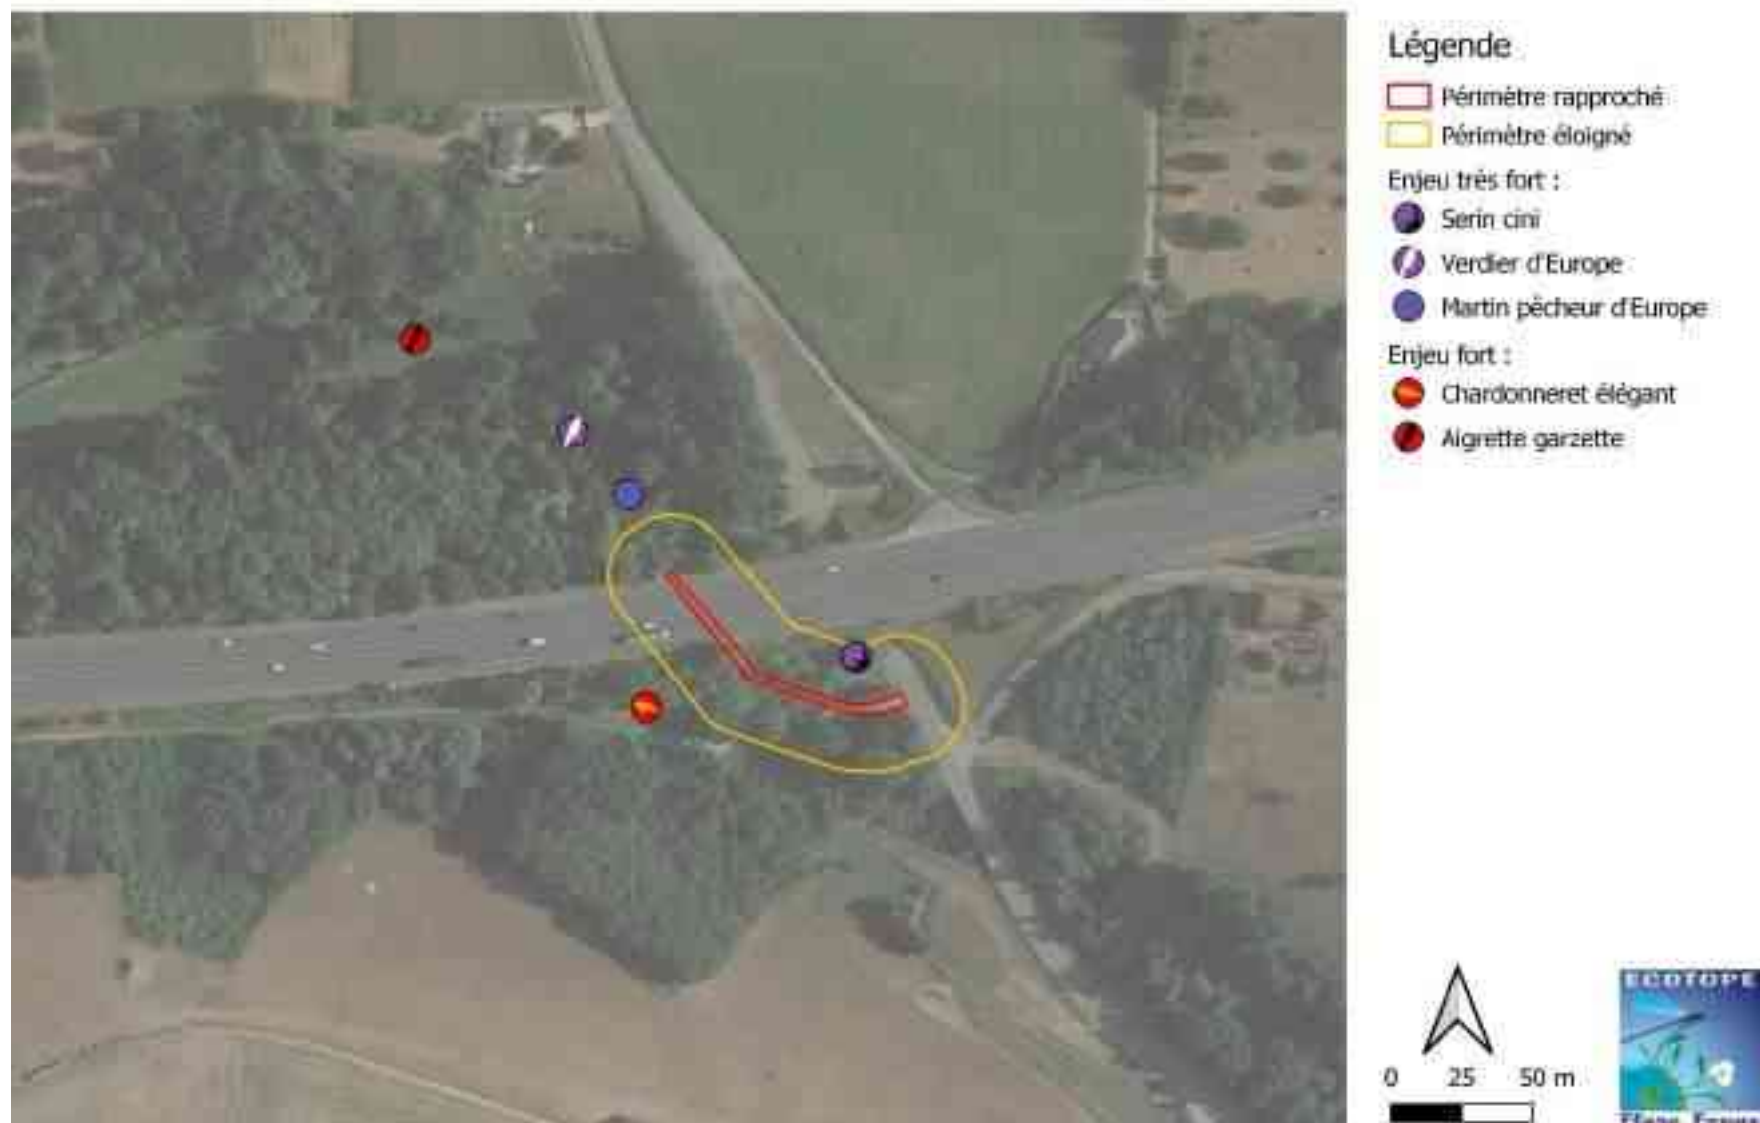 Légende
Périmètre rapproché
Périmètre éloigné
Enjeu très fort :
Serin cini
Verdier d'Europe
Martin pêcheur d'Europe
Enjeu fort :
Chardonneret élégant
Aigrette garzette
0 25 50 m
ECOTOPE